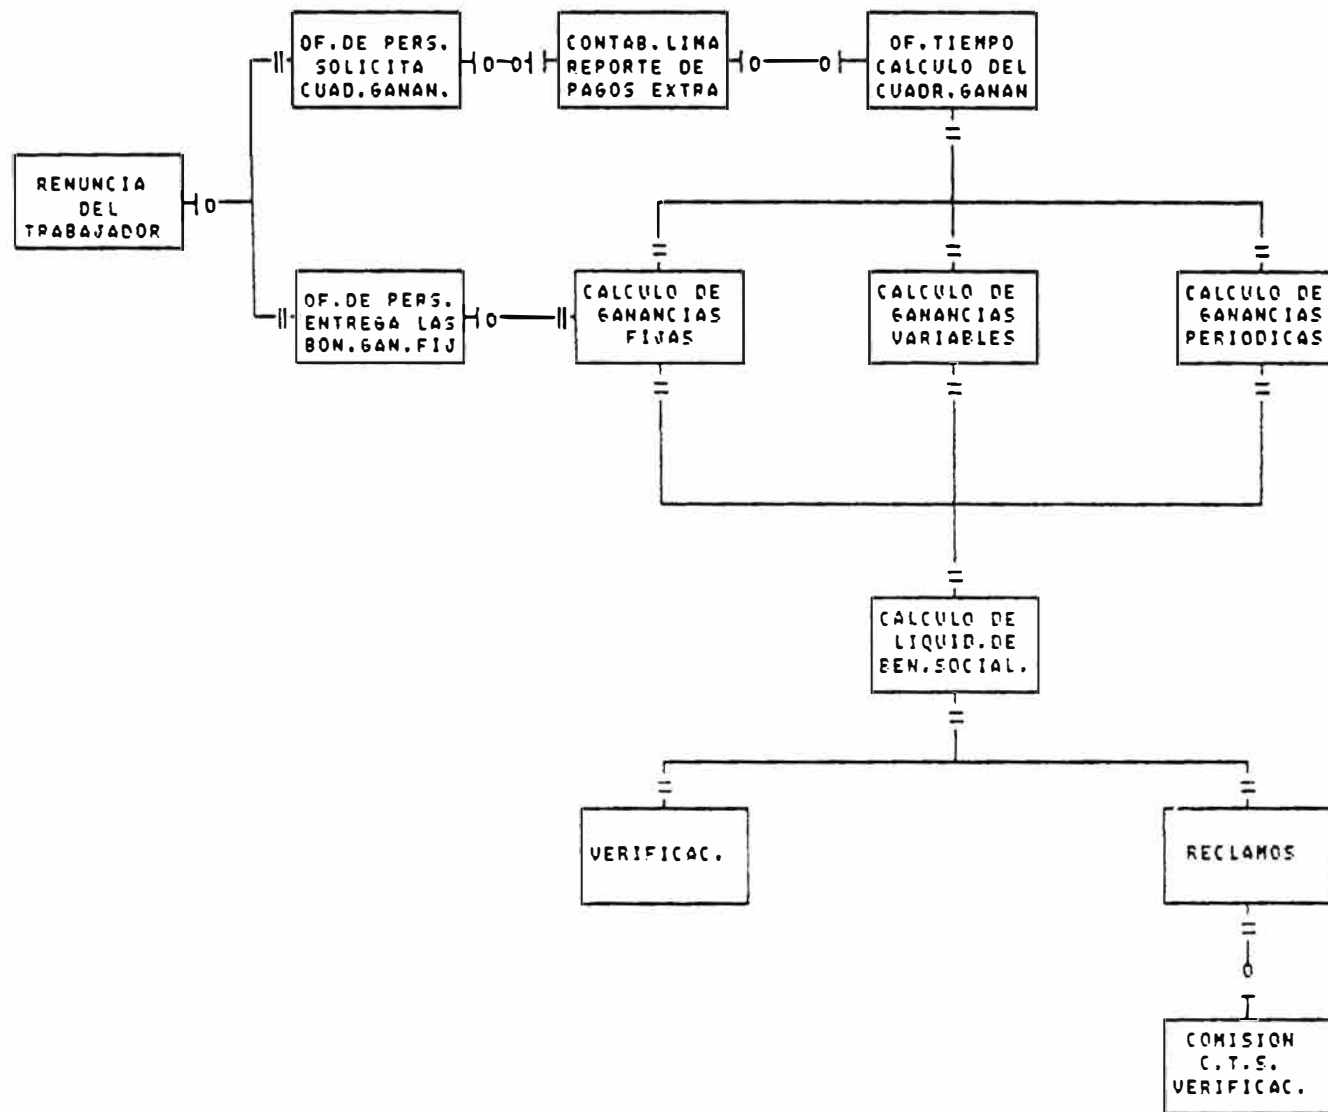 OF.DE PERS.
SOLICITA
CUAD.GANAN.
CONTAB.LIMA
REPORTE DE
PAGOS EXTRA
OF.TIEMPO
CALCULO DEL
CUADR.GANAN
RENUNCIA
DEL
TRABAJADOR
OF.DE PERS.
ENTREGA LAS
BON.GAN.FIJ
CALCULO DE
GANANCIAS
FIJAS
CALCULO DE
GANANCIAS
VARIABLES
CALCULO DE
GANANCIAS
PERIODICAS
CALCULO DE
LIQUID.DE
BEN.SOCIAL.
VERIFICAC.
RECLAMOS
COMISION
C.T.S.
VERIFICAC.